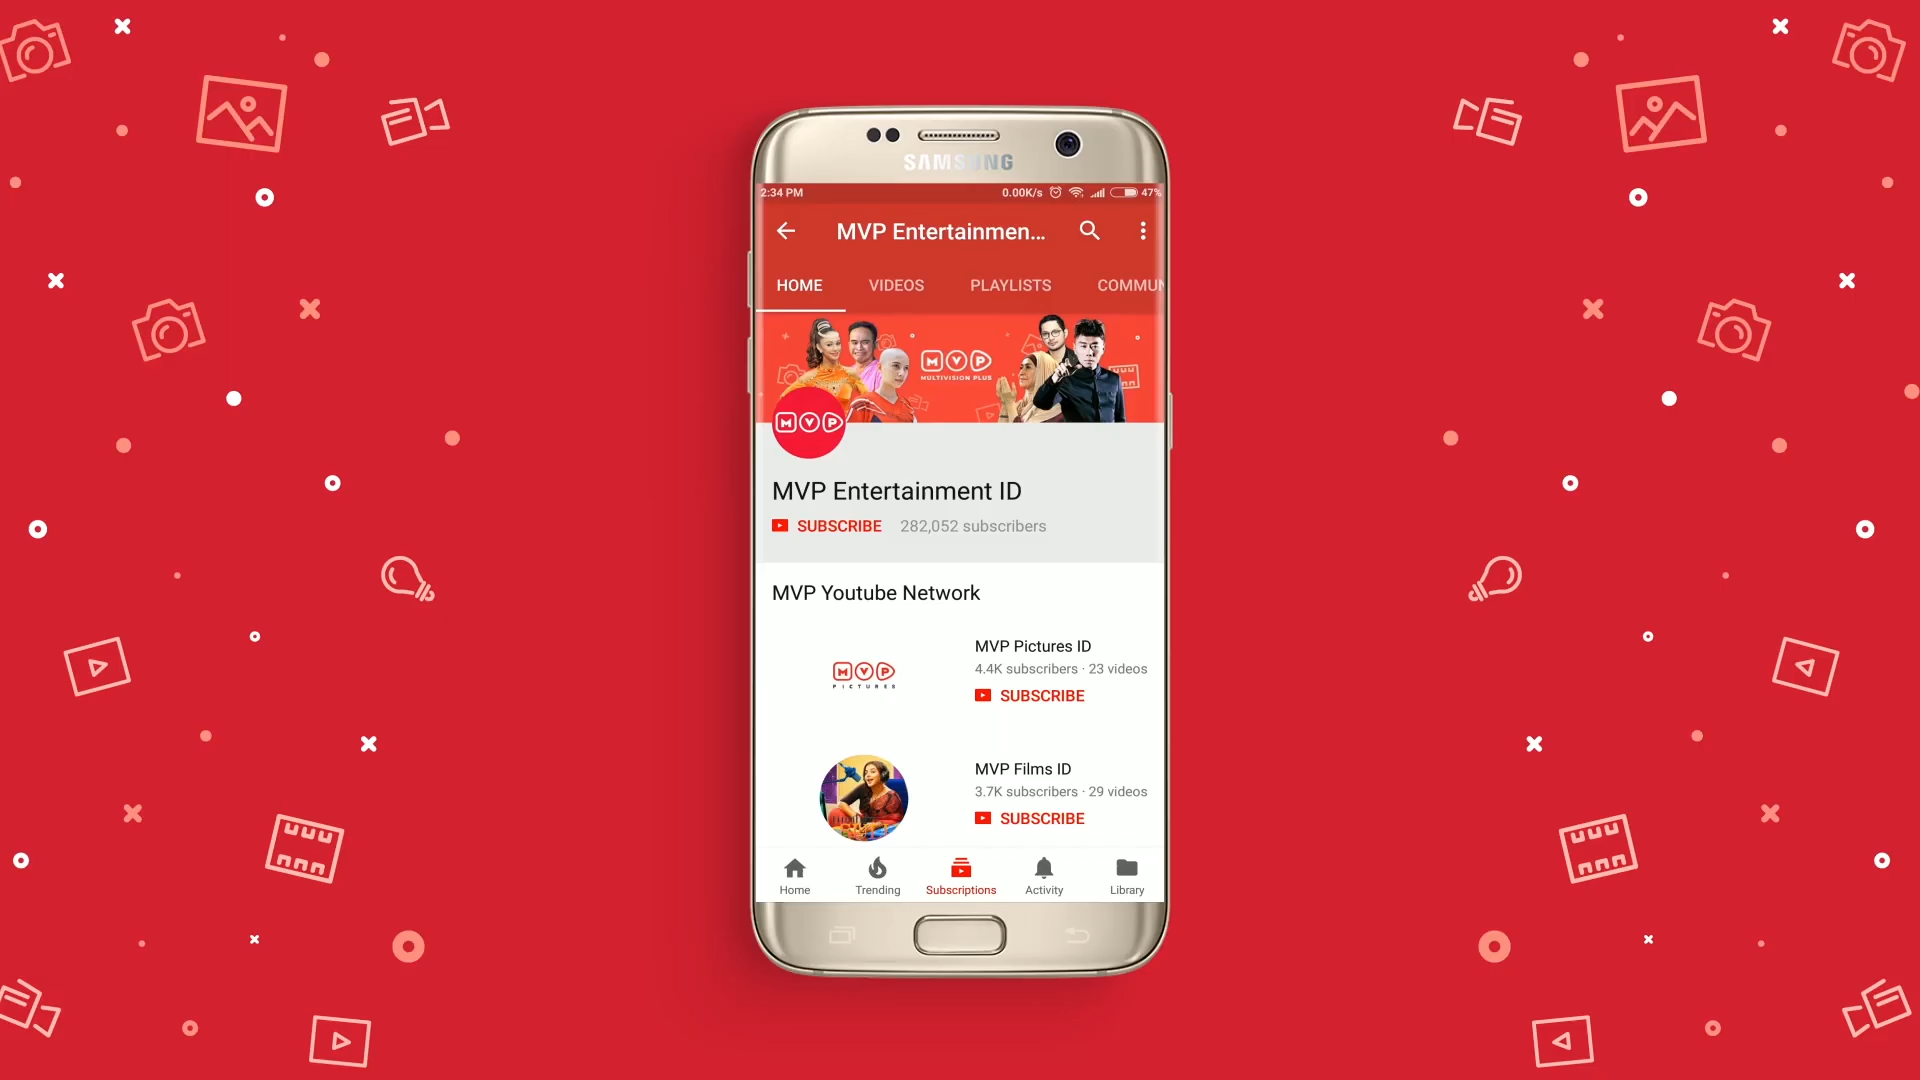 SAMSUNG
2:34 PM 0.00K/s 47%
MVP Entertainmen...
HOME VIDEOS PLAYLISTS COMMUN
MVP
MULTIVISION PLUS
MVP
MVP Entertainment ID
SUBSCRIBE 282,052 subscribers
MVP Youtube Network
MVP
PICTURES
MVP Pictures ID
4.4K subscribers · 23 videos
SUBSCRIBE
MVP Films ID
3.7K subscribers · 29 videos
SUBSCRIBE
Home Trending Subscriptions Activity Library